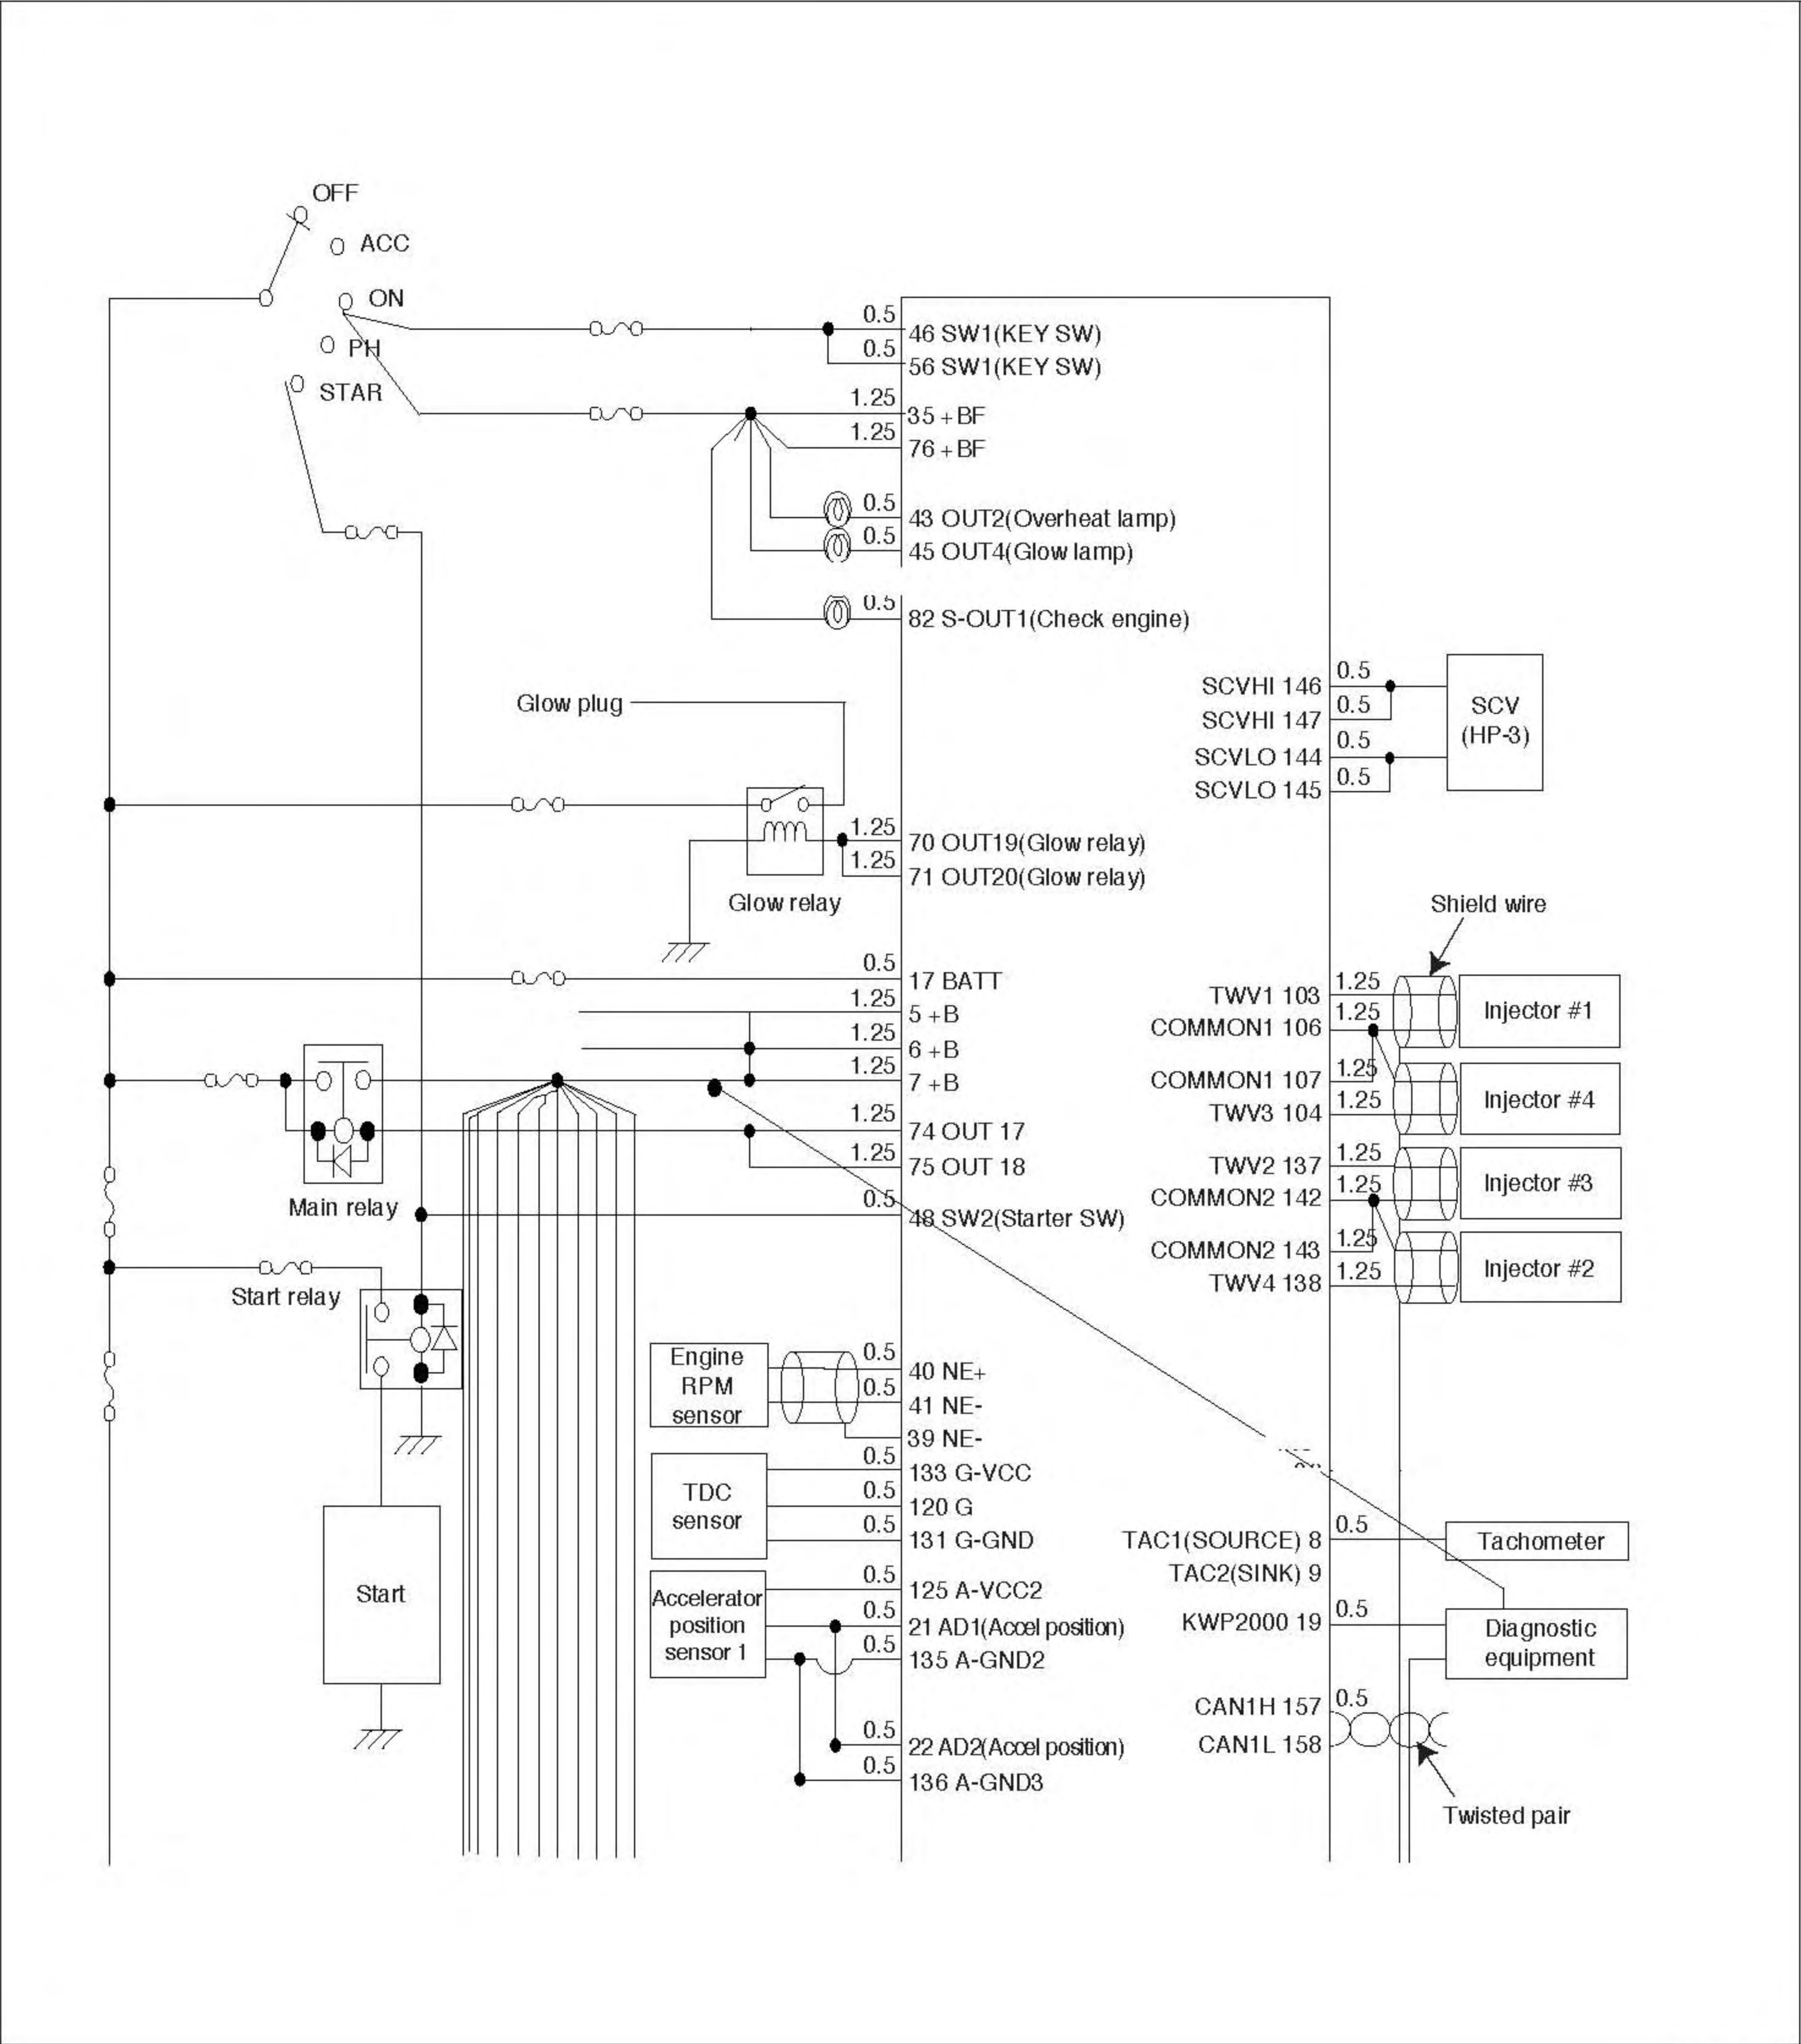 OFF
ACC
ON
PH
STAR
0.5
46 SW1(KEY SW)
0.5
56 SW1(KEY SW)
1.25
35 +BF
1.25
76 +BF
0.5
43 OUT2(Overheat lamp)
0.5
45 OUT4(Glow lamp)
0.5
82 S-OUT1(Check engine)
Glow plug
1.25
70 OUT19(Glow relay)
1.25
71 OUT20(Glow relay)
Glow relay
0.5
17 BATT
1.25
5 +B
1.25
6 +B
1.25
7 +B
1.25
74 OUT 17
1.25
75 OUT 18
Main relay
0.5
48 SW2(Starter SW)
Start relay
Engine
RPM
sensor
0.5
40 NE+
0.5
41 NE-
39 NE-
TDC
sensor
0.5
133 G-VCC
0.5
120 G
0.5
131 G-GND
Start
Accelerator
position
sensor 1
0.5
125 A-VCC2
0.5
21 AD1(Accel position)
0.5
135 A-GND2
0.5
22 AD2(Accel position)
0.5
136 A-GND3
SCVHI 146
0.5
SCVHI 147
0.5
SCVLO 144
0.5
SCVLO 145
0.5
SCV
(HP-3)
Shield wire
TWV1 103
1.25
COMMON1 106
1.25
Injector #1
COMMON1 107
1.25
TWV3 104
1.25
Injector #4
TWV2 137
1.25
COMMON2 142
1.25
Injector #3
COMMON2 143
1.25
TWV4 138
1.25
Injector #2
TAC1(SOURCE) 8
0.5
Tachometer
TAC2(SINK) 9
KWP2000 19
0.5
Diagnostic
equipment
CAN1H 157
0.5
CAN1L 158
Twisted pair